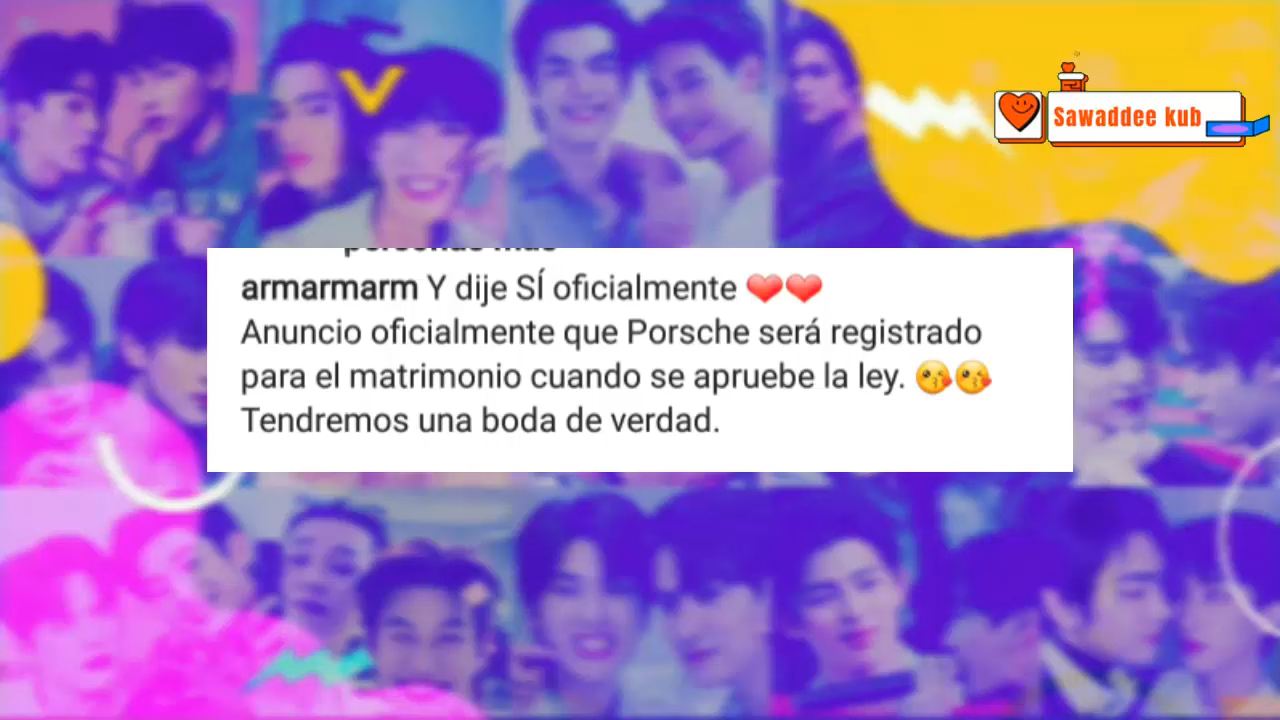 Sawaddee kub
armarmarm Y dije SÍ oficialmente ❤❤
Anuncio oficialmente que Porsche será registrado
para el matrimonio cuando se apruebe la ley. 😘😘
Tendremos una boda de verdad.